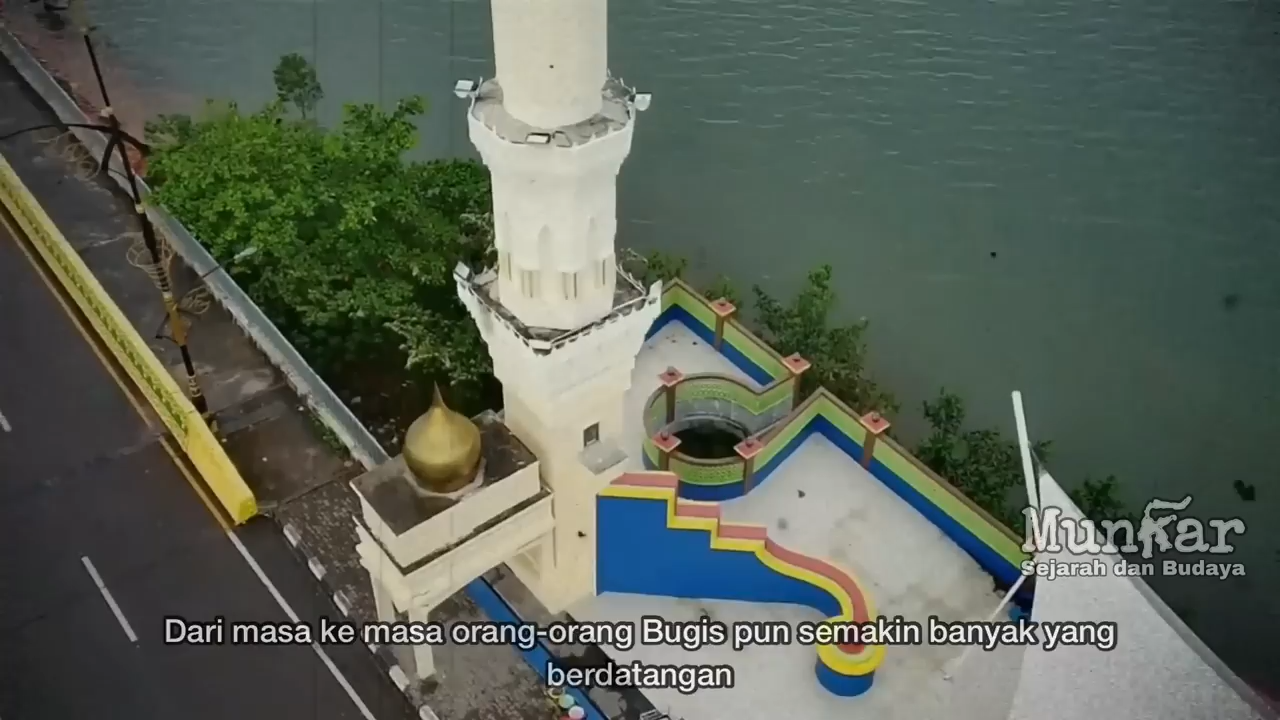 Munkar
Sejarah dan Budaya
Dari masa ke masa orang-orang Bugis pun semakin banyak yang
berdatangan